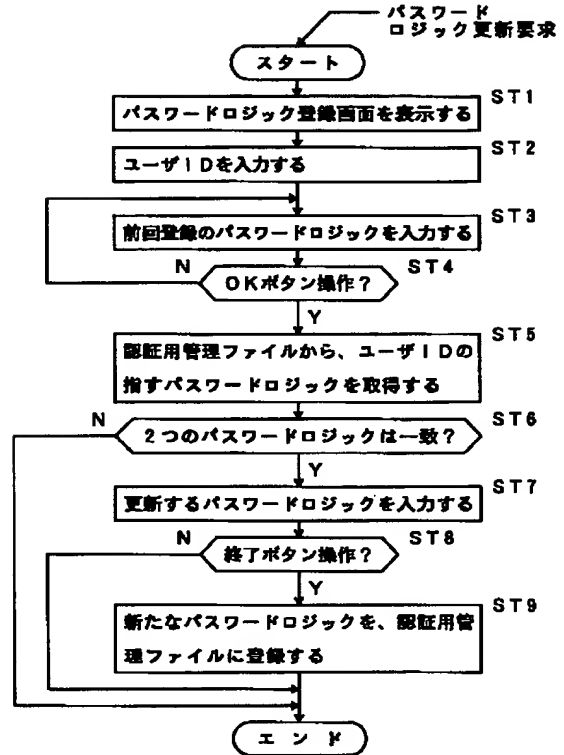 パスワード
ロジック更新要求
スタート
ST1
パスワードロジック登録画面を表示する
ST2
ユーザIDを入力する
ST3
前回登録のパスワードロジックを入力する
N
ST4
OKボタン操作？
Y
ST5
認証用管理ファイルから、ユーザIDの
指すパスワードロジックを取得する
N
ST6
2つのパスワードロジックは一致？
Y
ST7
更新するパスワードロジックを入力する
N
ST8
終了ボタン操作？
Y
ST9
新たなパスワードロジックを、認証用管
理ファイルに登録する
エンド